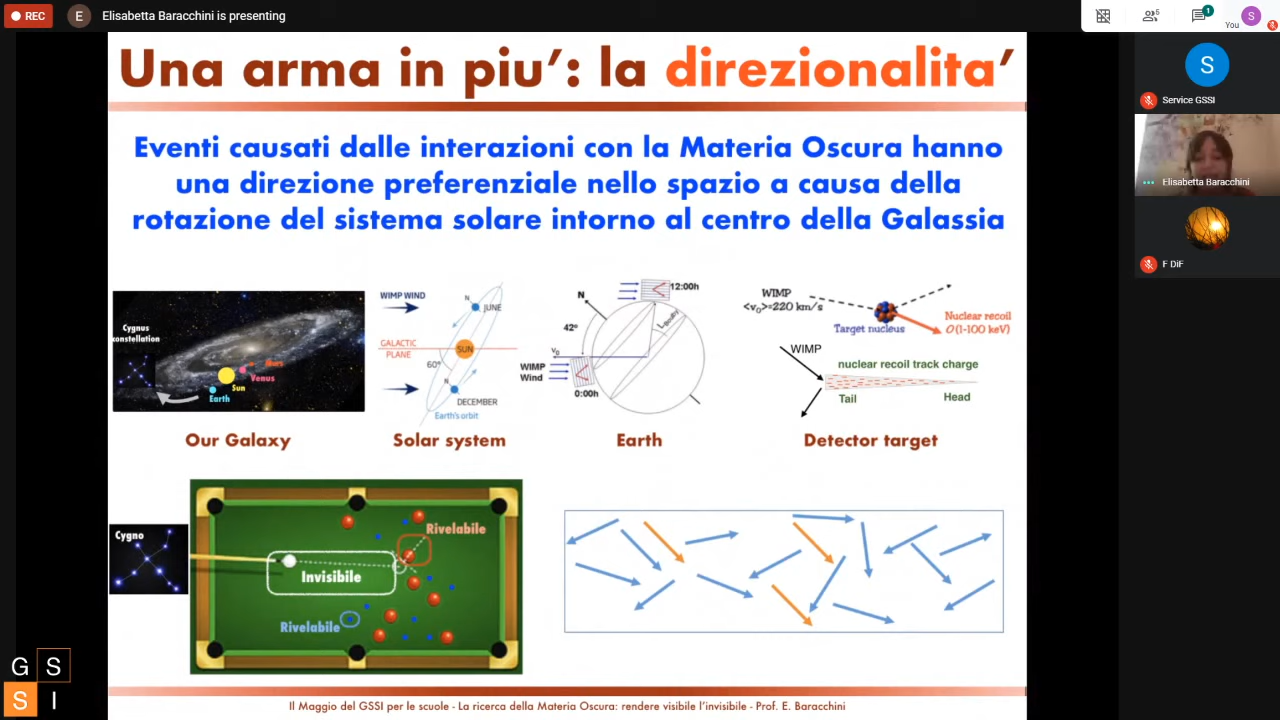 REC
E
Elisabetta Baracchini is presenting
5
1
You
S
Una arma in piu’: la direzionalita’
Eventi causati dalle interazioni con la Materia Oscura hanno
una direzione preferenziale nello spazio a causa della
rotazione del sistema solare intorno al centro della Galassia
Cygnus
constellation
Mars
Venus
Sun
Earth
Our Galaxy
WIMP WIND
N
JUNE
GALACTIC
PLANE
SUN
60°
N
DECEMBER
Earth's orbit
Solar system
12:00h
N
42°
V₀
WIMP
Wind
0:00h
Earth
WIMP
<v₀>=220 km/s
Target nucleus
Nuclear recoil
O(1-100 keV)
WIMP
nuclear recoil track charge
Tail
Head
Detector target
Cygno
Rivelabile
Invisibile
Rivelabile
G S
S I
Il Maggio del GSSI per le scuole - La ricerca della Materia Oscura: rendere visibile l’invisibile - Prof. E. Baracchini
S
Service GSSI
Elisabetta Baracchini
F DiF